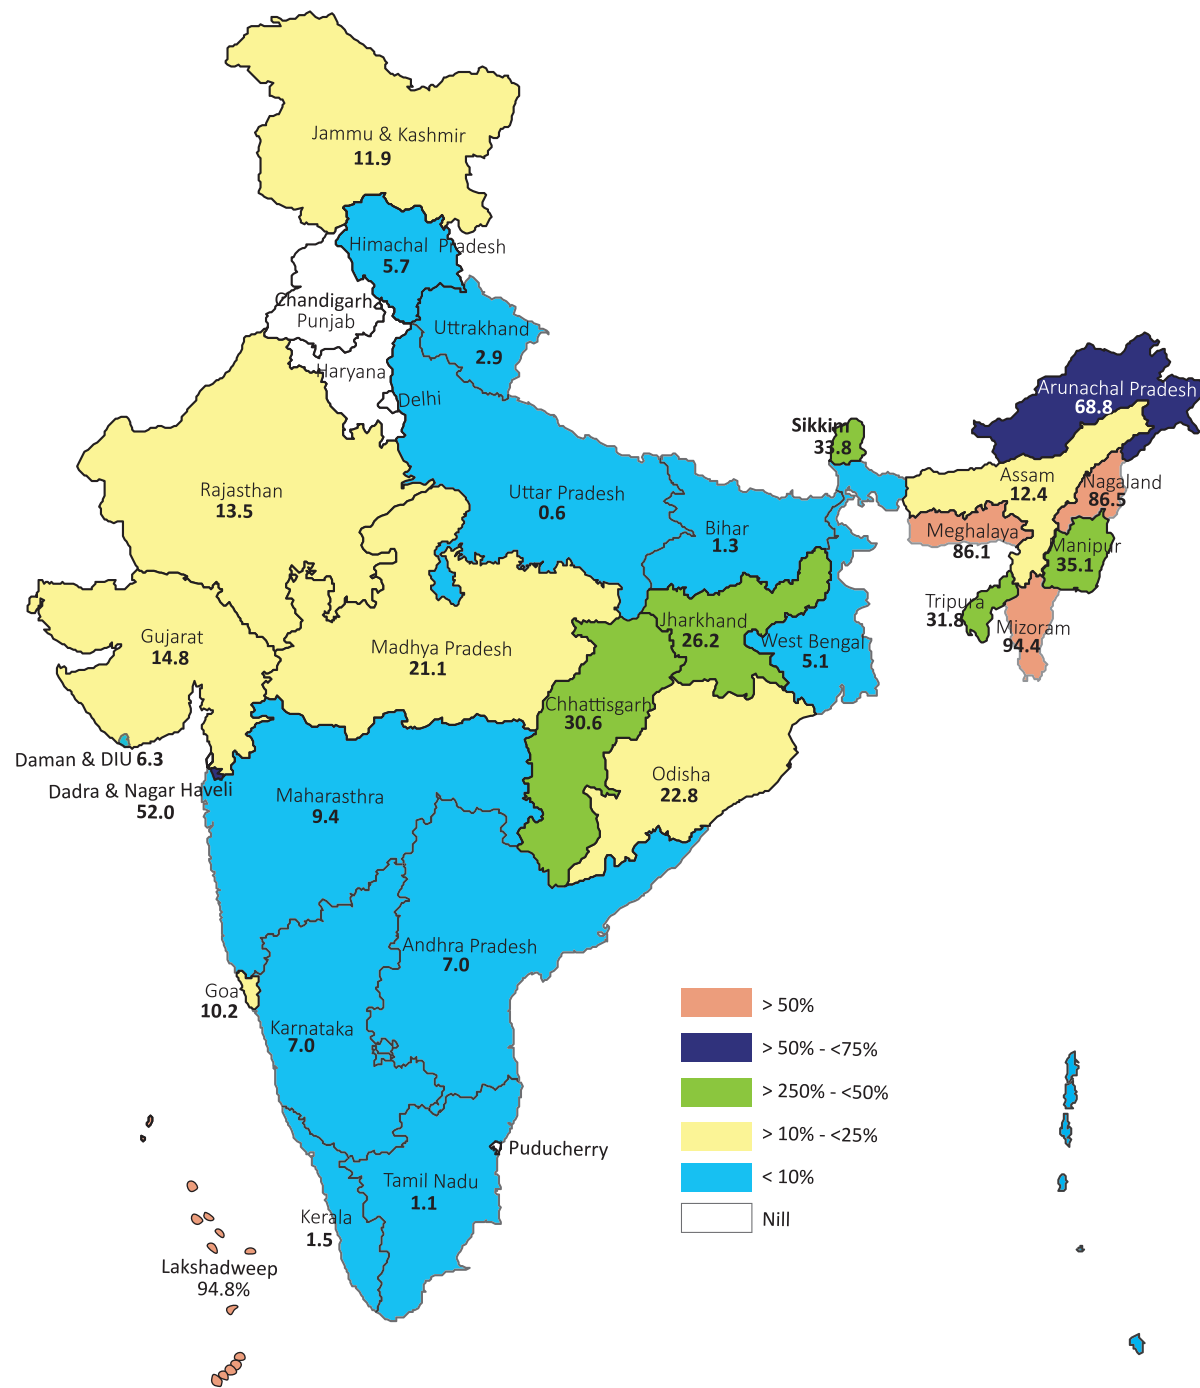 Jammu & Kashmir
11.9
Himachal Pradesh
5.7
Chandigarh
Punjab
Uttrakhand
2.9
Haryana
Delhi
Arunachal Pradesh
68.8
Sikkim
33.8
Assam
12.4
Nagaland
86.5
Rajasthan
13.5
Uttar Pradesh
0.6
Bihar
1.3
Meghalaya
86.1
Manipur
35.1
Tripura
31.8
Mizoram
94.4
Gujarat
14.8
Madhya Pradesh
21.1
Jharkhand
26.2
West Bengal
5.1
Chhattisgarh
30.6
Daman & DIU 6.3
Dadra & Nagar Haveli
52.0
Maharasthra
9.4
Odisha
22.8
Andhra Pradesh
7.0
Goa
10.2
Karnataka
7.0
Puducherry
Tamil Nadu
1.1
Kerala
1.5
Lakshadweep
94.8%
> 50%
> 50% - <75%
> 250% - <50%
> 10% - <25%
< 10%
Nill